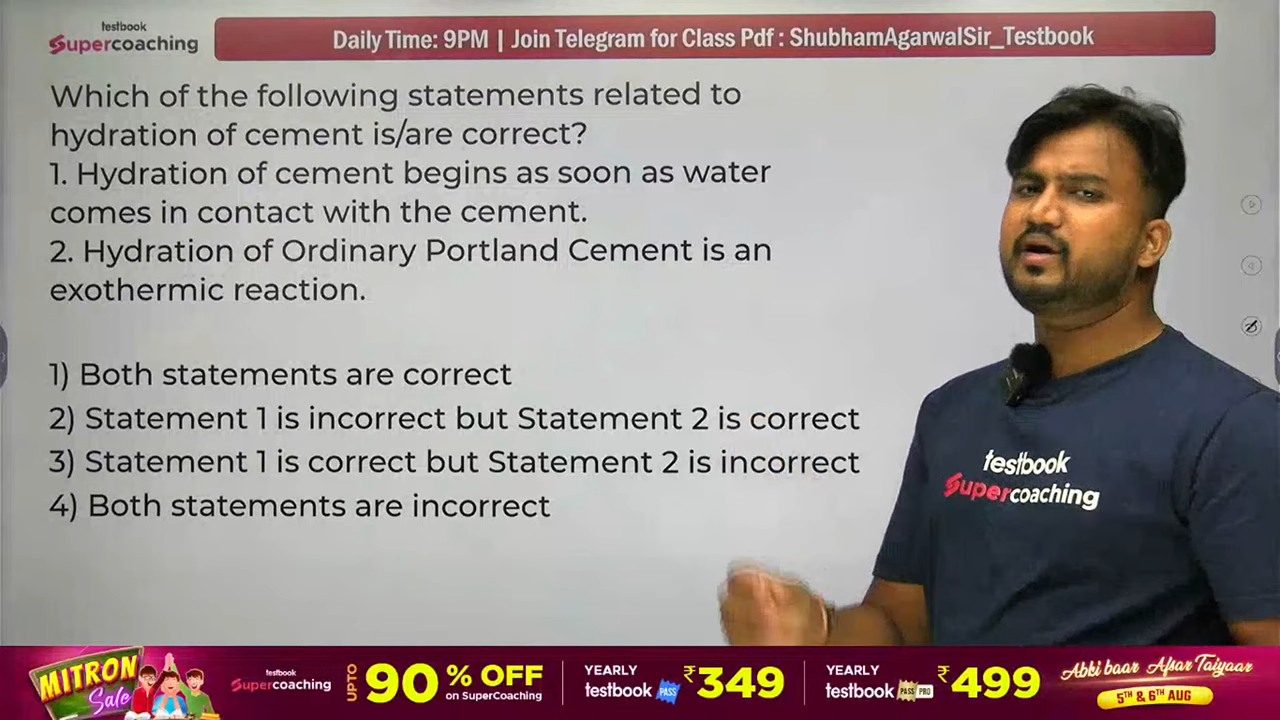 testbook
Supercoaching
Daily Time: 9PM | Join Telegram for Class Pdf : ShubhamAgarwalSir_Testbook
Which of the following statements related to
hydration of cement is/are correct?
1. Hydration of cement begins as soon as water
comes in contact with the cement.
2. Hydration of Ordinary Portland Cement is an
exothermic reaction.
1) Both statements are correct
2) Statement 1 is incorrect but Statement 2 is correct
3) Statement 1 is correct but Statement 2 is incorrect
4) Both statements are incorrect
testbook
Supercoaching
MITRON
Sale
testbook
Supercoaching
UPTO
90% OFF
on SuperCoaching
YEARLY
testbook PASS
₹349
YEARLY
testbook PASS PRO
₹499
Abki baar Afsar Taiyaar
5TH & 6TH AUG